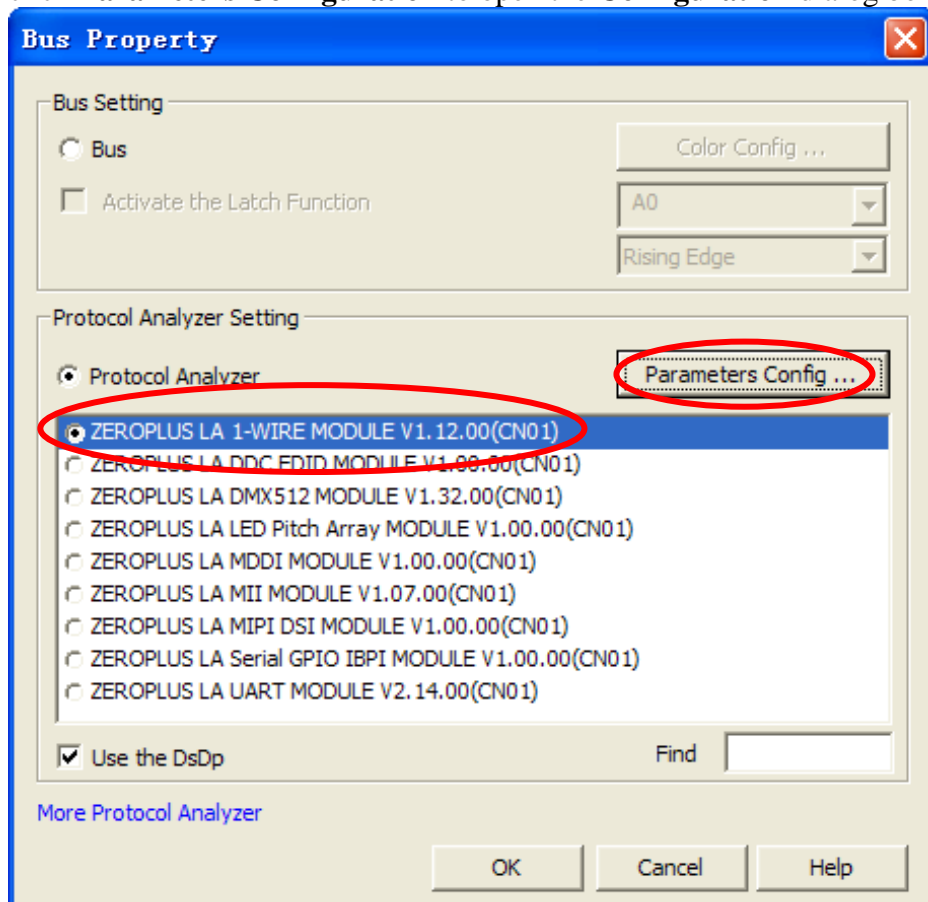 Bus Property
Bus Setting
Bus
Color Config ...
Activate the Latch Function
A0
Rising Edge
Protocol Analyzer Setting
Protocol Analyzer
Parameters Config ...
ZEROPLUS LA 1-WIRE MODULE V1.12.00(CN01)
ZEROPLUS LA DDC EDID MODULE V1.00.00(CN01)
ZEROPLUS LA DMX512 MODULE V1.32.00(CN01)
ZEROPLUS LA LED Pitch Array MODULE V1.00.00(CN01)
ZEROPLUS LA MDDI MODULE V1.00.00(CN01)
ZEROPLUS LA MII MODULE V1.07.00(CN01)
ZEROPLUS LA MIPI DSI MODULE V1.00.00(CN01)
ZEROPLUS LA Serial GPIO IBPI MODULE V1.00.00(CN01)
ZEROPLUS LA UART MODULE V2.14.00(CN01)
Use the DsDp
Find
More Protocol Analyzer
OK
Cancel
Help